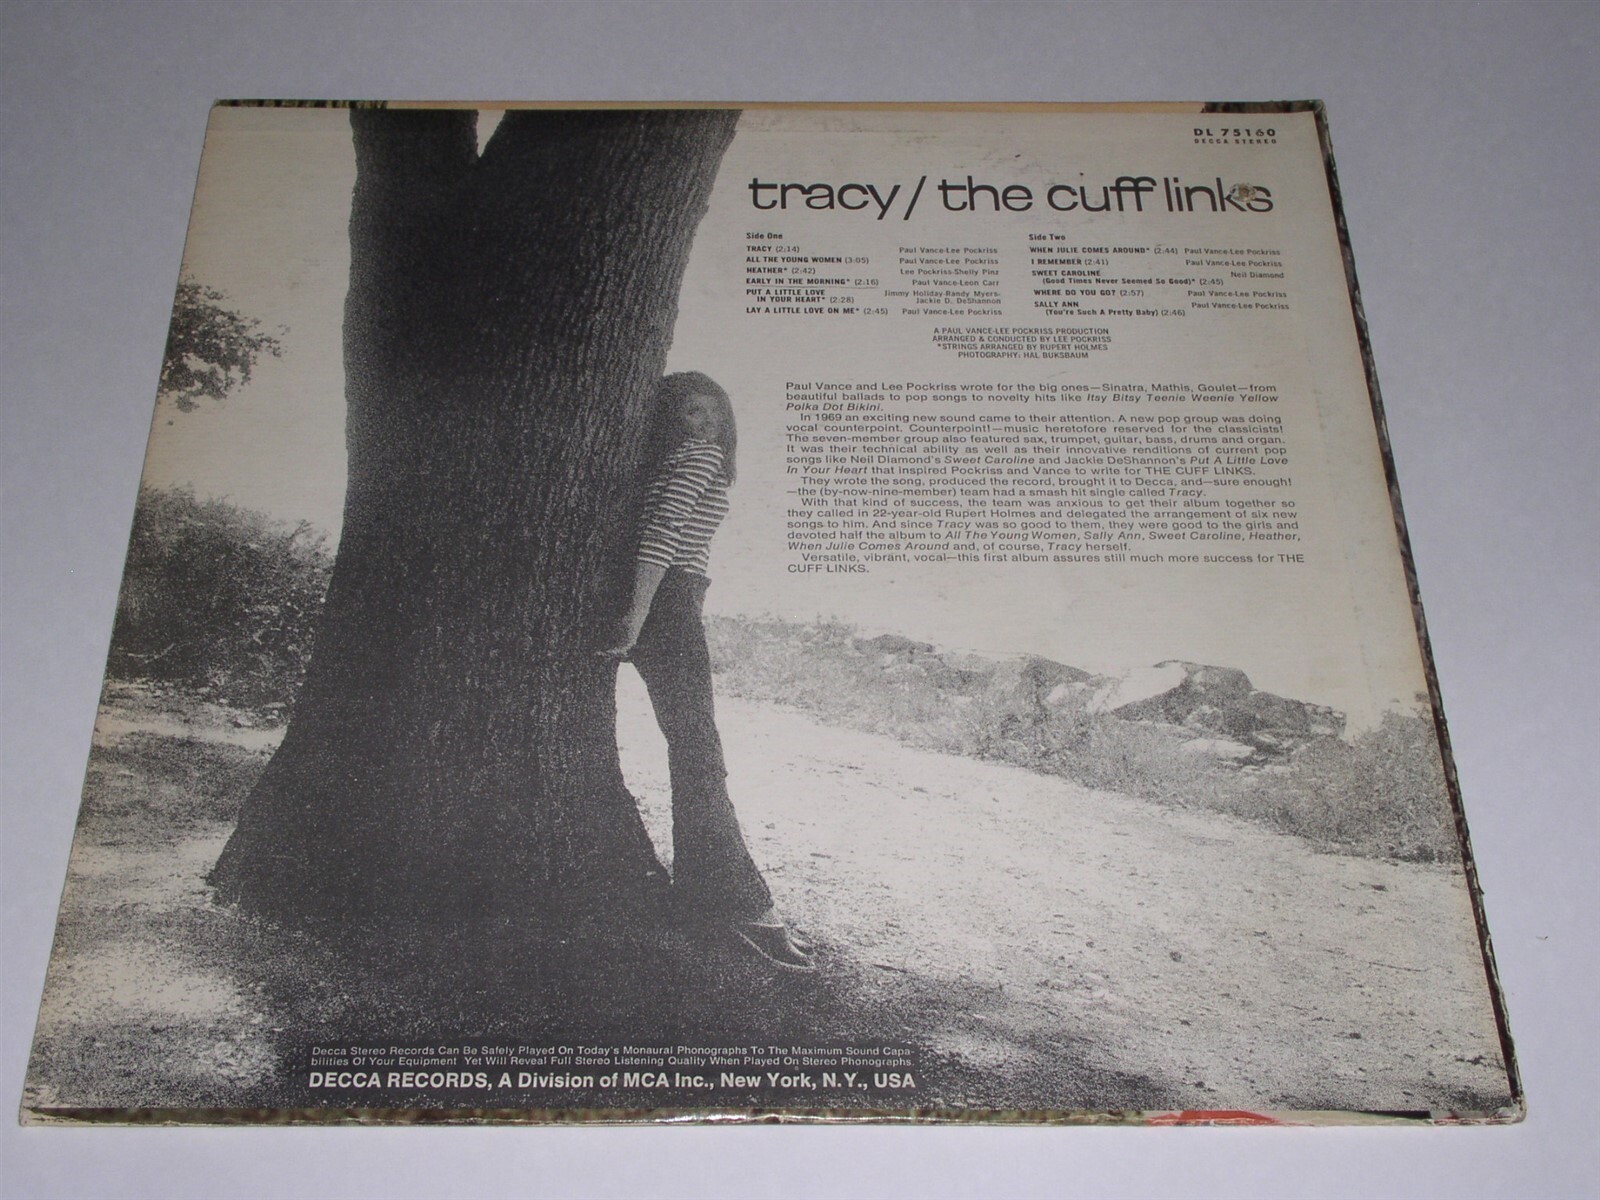 DL 75160
DECCA STEREO
tracy/the cuff links
Side One
TRACY (2:14) Paul Vance-Lee Pockriss
ALL THE YOUNG WOMEN (3:05) Paul Vance-Lee Pockriss
HEATHER* (2:42) Lee Pockriss-Shelly Pinz
EARLY IN THE MORNING* (2:16) Paul Vance-Leon Carr
PUT A LITTLE LOVE Jimmy Holiday-Randy Myers-
IN YOUR HEART* (2:28) Jackie D. DeShannon
LAY A LITTLE LOVE ON ME* (2:45) Paul Vance-Lee Pockriss
Side Two
WHEN JULIE COMES AROUND* (2:44) Paul Vance-Lee Pockriss
I REMEMBER (2:41) Paul Vance-Lee Pockriss
SWEET CAROLINE Neil Diamond
(Good Times Never Seemed So Good)* (2:45)
WHERE DO YOU GO? (2:57) Paul Vance-Lee Pockriss
SALLY ANN Paul Vance-Lee Pockriss
(You're Such A Pretty Baby) (2:46)
A PAUL VANCE-LEE POCKRISS PRODUCTION
ARRANGED & CONDUCTED BY LEE POCKRISS
*STRINGS ARRANGED BY RUPERT HOLMES
PHOTOGRAPHY: HAL BUKSBAUM
Paul Vance and Lee Pockriss wrote for the big ones—Sinatra, Mathis, Goulet—from
beautiful ballads to pop songs to novelty hits like Itsy Bitsy Teenie Weenie Yellow
Polka Dot Bikini.
In 1969 an exciting new sound came to their attention. A new pop group was doing
vocal counterpoint. Counterpoint!—music heretofore reserved for the classicists!
The seven-member group also featured sax, trumpet, guitar, bass, drums and organ.
It was their technical ability as well as their innovative renditions of current pop
songs like Neil Diamond's Sweet Caroline and Jackie DeShannon's Put A Little Love
In Your Heart that inspired Pockriss and Vance to write for THE CUFF LINKS.
They wrote the song, produced the record, brought it to Decca, and—sure enough!
—the (by-now-nine-member) team had a smash hit single called Tracy.
With that kind of success, the team was anxious to get their album together so
they called in 22-year-old Rupert Holmes and delegated the arrangement of six new
songs to him. And since Tracy was so good to them, they were good to the girls and
devoted half the album to All The Young Women, Sally Ann, Sweet Caroline, Heather,
When Julie Comes Around and, of course, Tracy herself.
Versatile, vibrant, vocal—this first album assures still much more success for THE
CUFF LINKS.
Decca Stereo Records Can Be Safely Played On Today's Monaural Phonographs To The Maximum Sound Capa-
bilities Of Your Equipment Yet Will Reveal Full Stereo Listening Quality When Played On Stereo Phonographs.
DECCA RECORDS, A Division of MCA Inc., New York, N.Y., USA